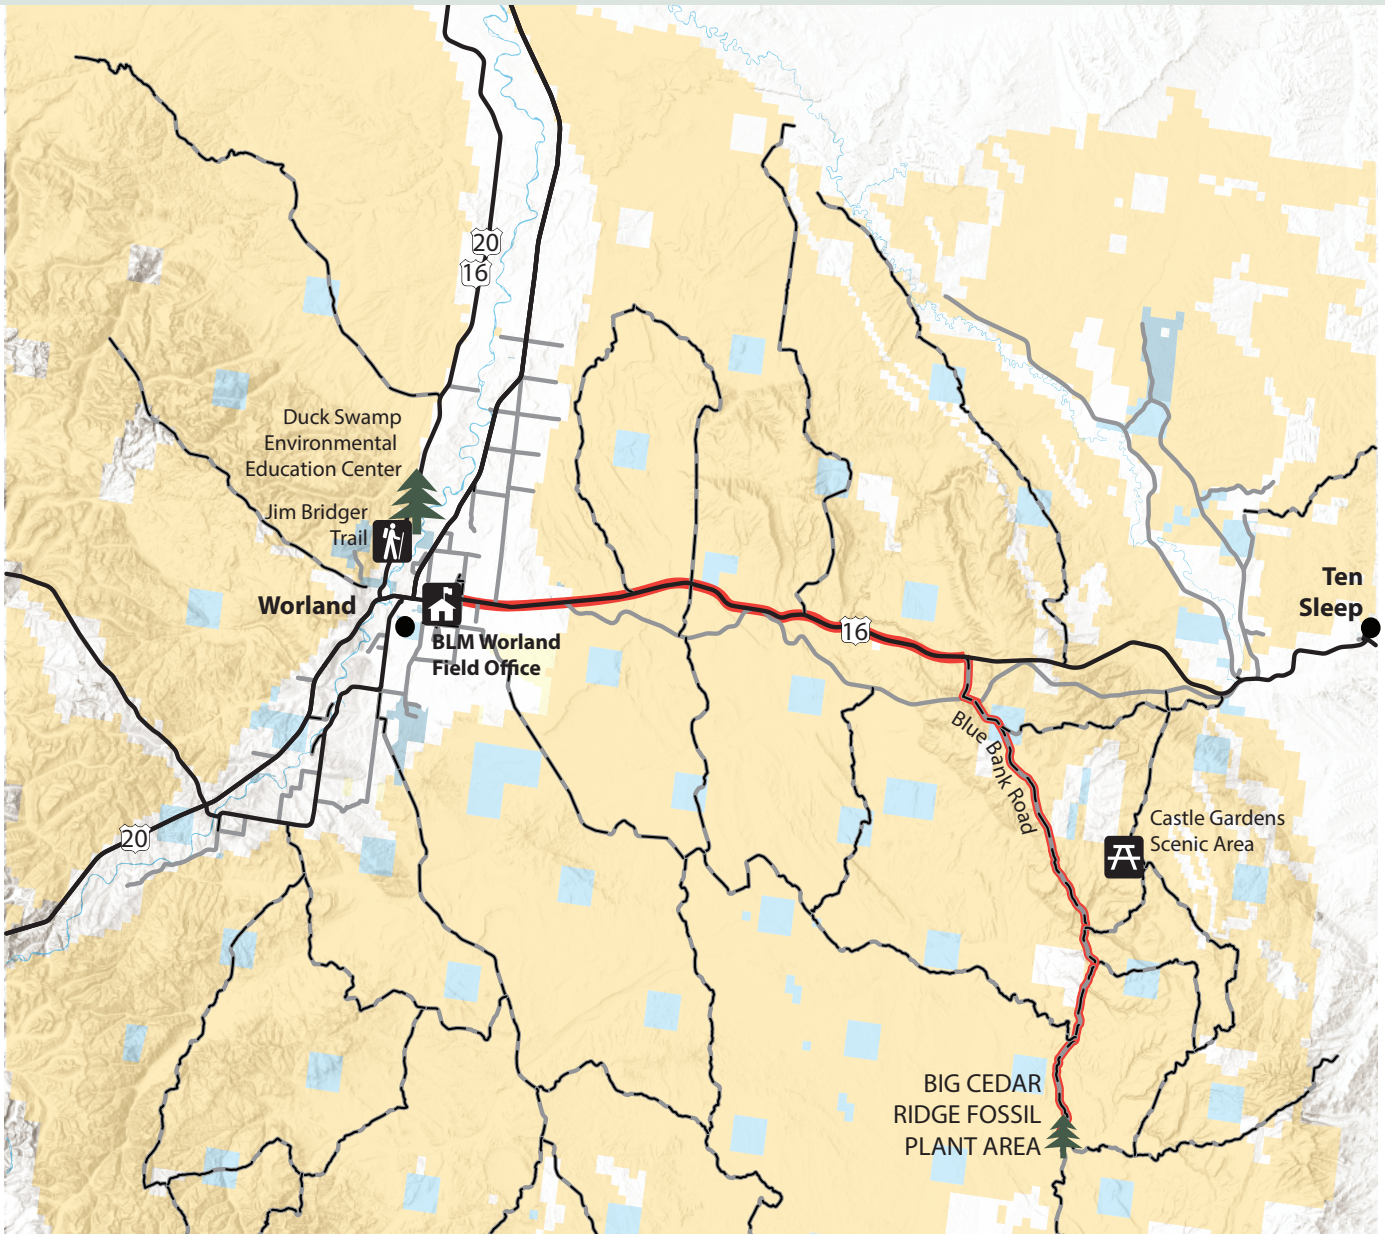 20
16
Duck Swamp
Environmental
Education Center
Jim Bridger
Trail
Worland
BLM Worland
Field Office
16
Ten
Sleep
Blue Bank Road
20
Castle Gardens
Scenic Area
BIG CEDAR
RIDGE FOSSIL
PLANT AREA